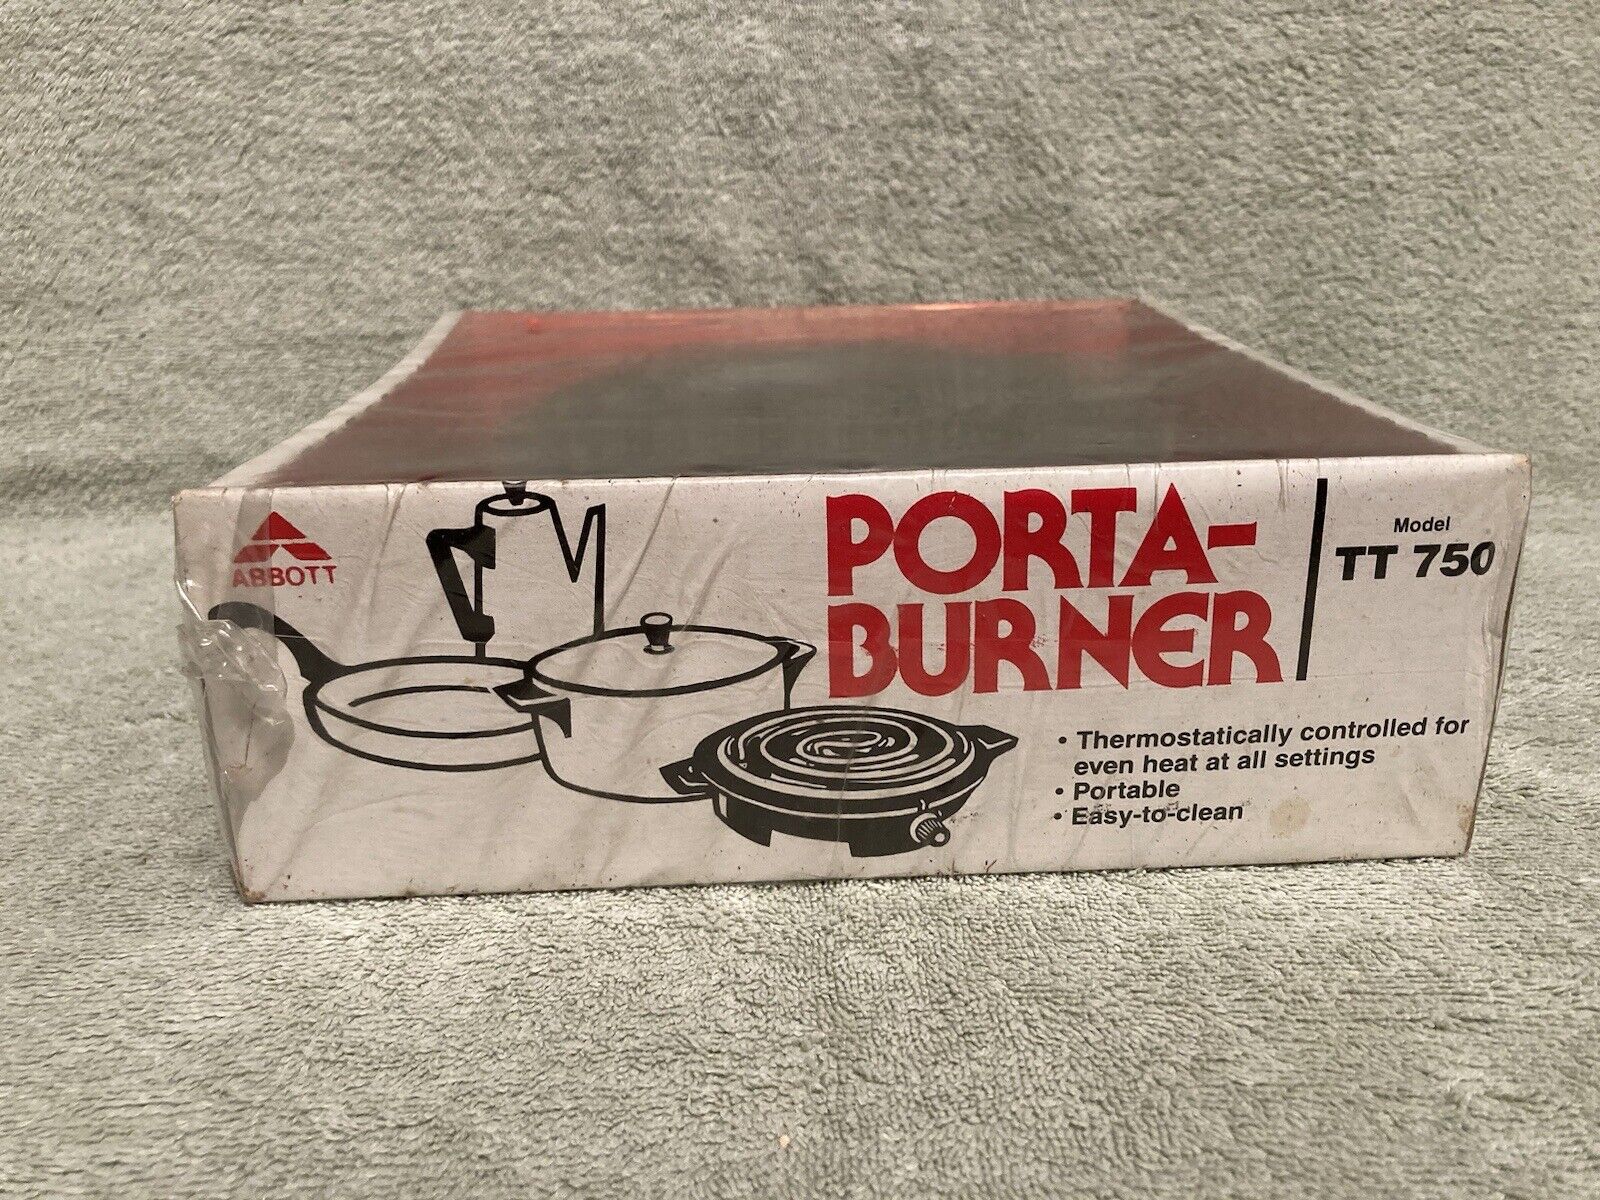 ABBOTT
PORTA-
BURNER
Model
TT 750
• Thermostatically controlled for
even heat at all settings
• Portable
• Easy-to-clean